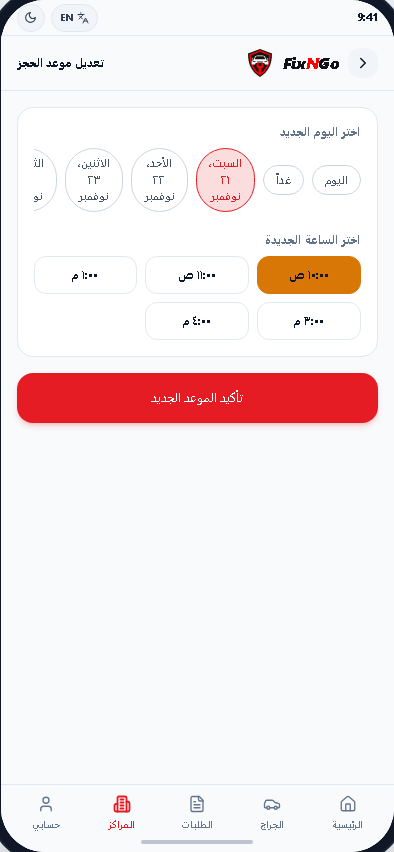 9:41
EN
FixNGo
تعديل موعد الحجز
اختر اليوم الجديد
اليوم
غداً
السبت،
٢١
نوفمبر
الأحد،
٢٢
نوفمبر
الاثنين،
٢٣
نوفمبر
الث
نو
اختر الساعة الجديدة
١٠:٠٠ ص
١١:٠٠ ص
١:٠٠ م
٣:٠٠ م
٤:٠٠ م
تأكيد الموعد الجديد
الرئيسية
الجراج
الطلبات
المراكز
حسابي